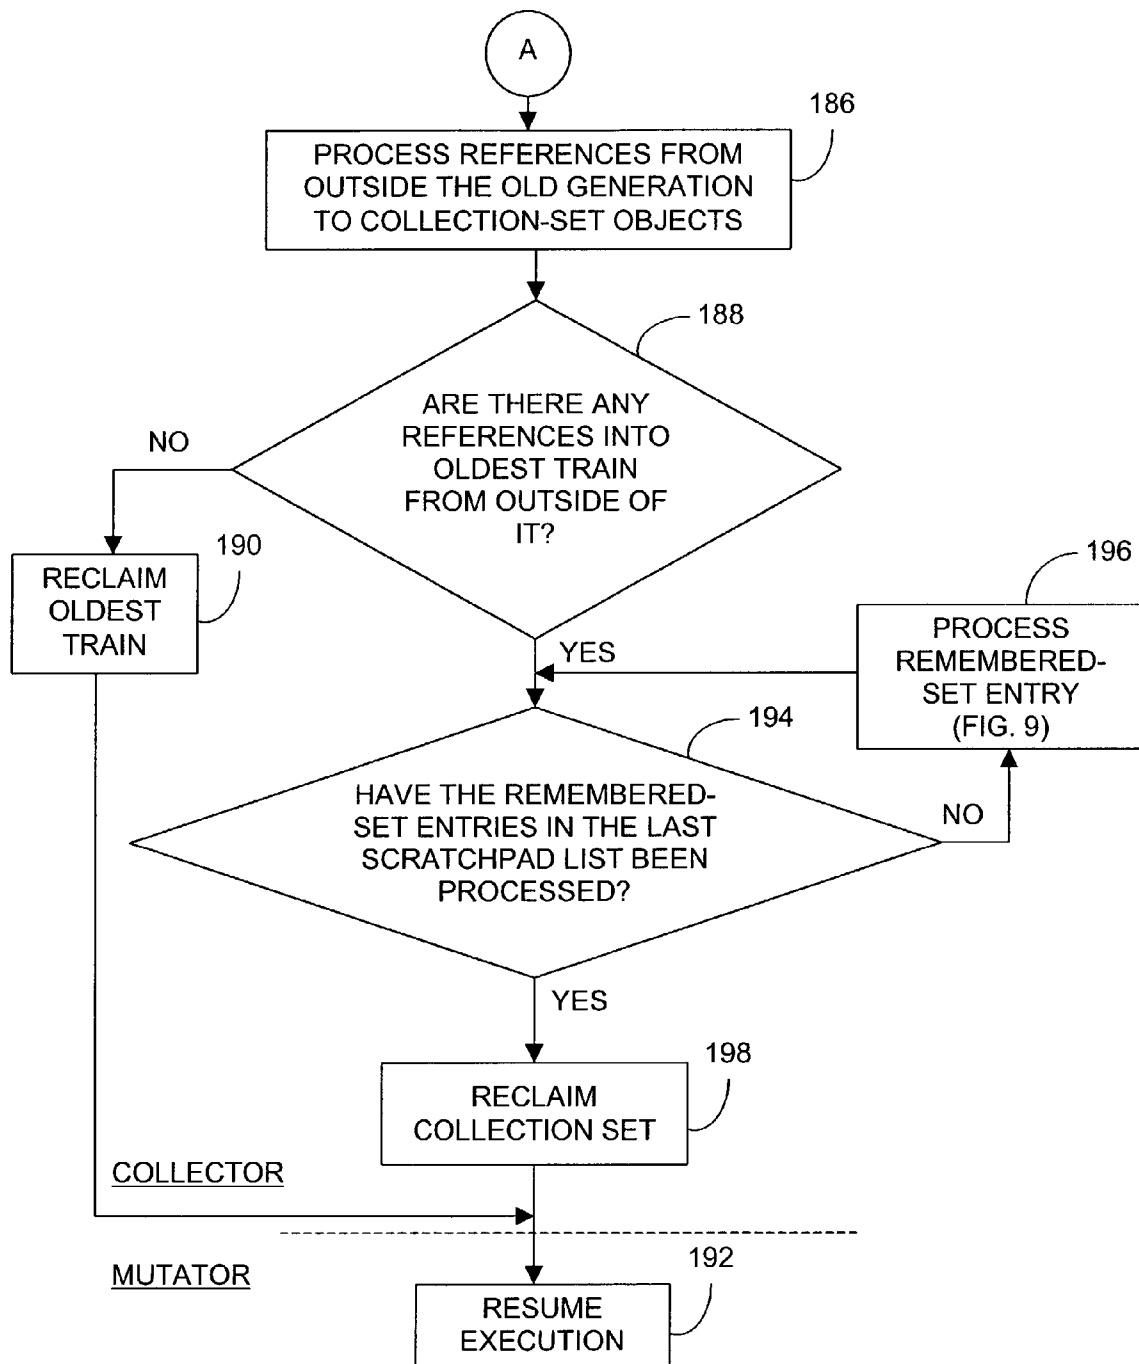 A
186
PROCESS REFERENCES FROM
OUTSIDE THE OLD GENERATION
TO COLLECTION-SET OBJECTS
188
ARE THERE ANY
REFERENCES INTO
OLDEST TRAIN
FROM OUTSIDE OF
IT?
NO
190
RECLAIM
OLDEST
TRAIN
YES
196
PROCESS
REMEMBERED-
SET ENTRY
(FIG. 9)
194
HAVE THE REMEMBERED-
SET ENTRIES IN THE LAST
SCRATCHPAD LIST BEEN
PROCESSED?
NO
YES
198
RECLAIM
COLLECTION SET
COLLECTOR
MUTATOR
192
RESUME
EXECUTION